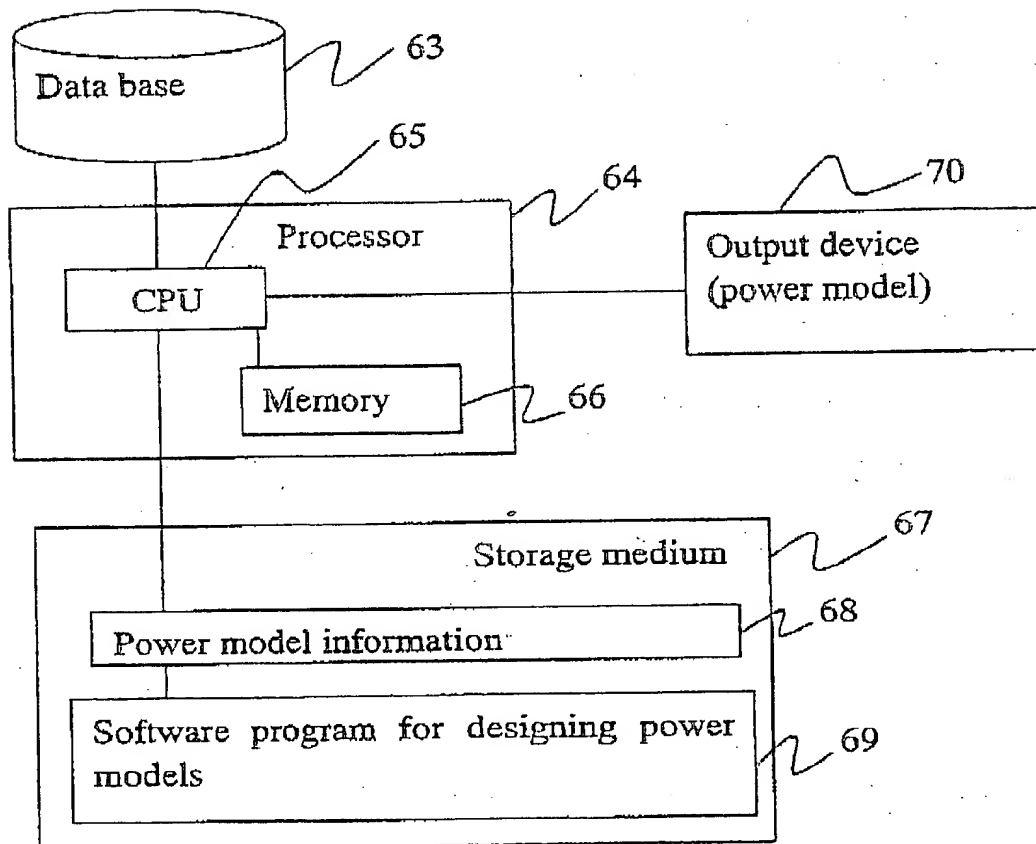 63
Data base
65
64
70
Processor
Output device
(power model)
CPU
Memory
66
67
Storage medium
68
Power model information
Software program for designing power
models
69